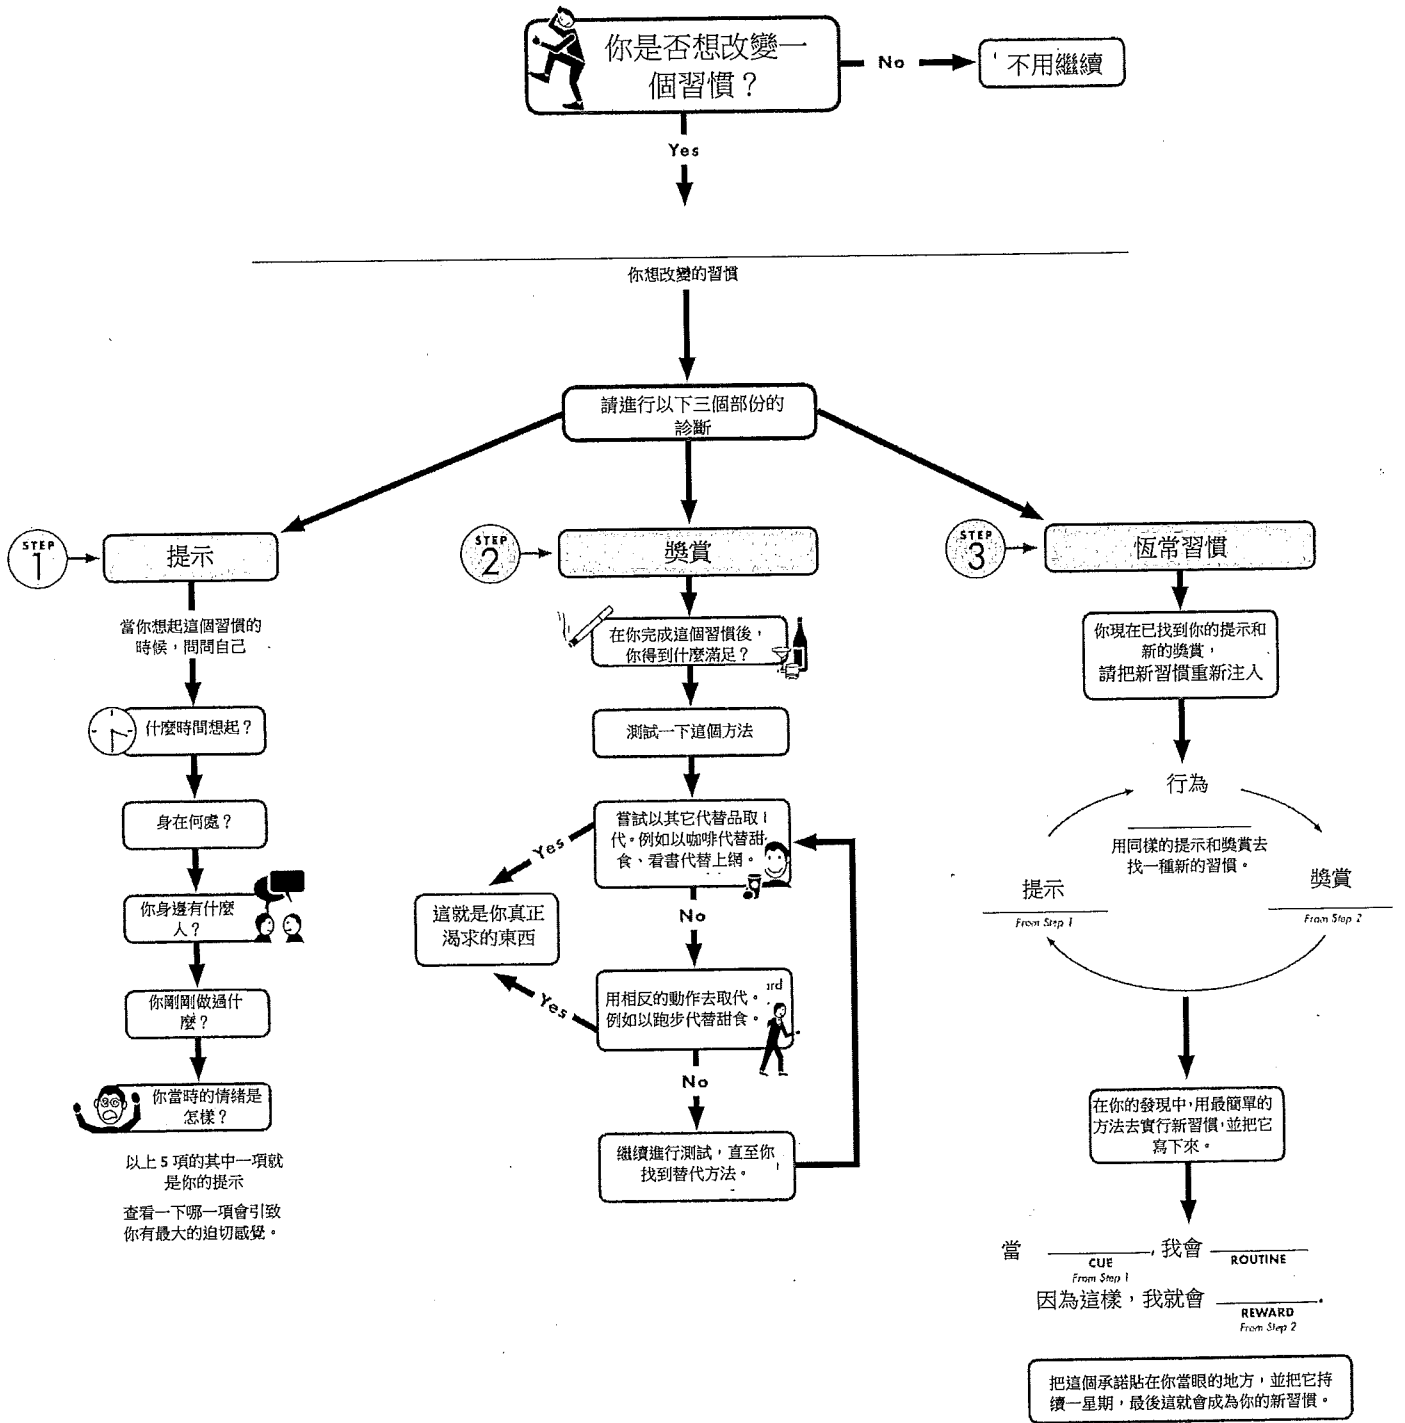 你是否想改變一
個習慣？
No
不用繼續
Yes
你想改變的習慣
請進行以下三個部份的
診斷
STEP
1
提示
當你想起這個習慣的
時候，問問自己
什麼時間想起？
身在何處？
你身邊有什麼
人？
你剛剛做過什
麼？
你當時的情緒是
怎樣？
以上 5 項的其中一項就
是你的提示
查看一下哪一項會引致
你有最大的迫切感覺。
STEP
2
獎賞
在你完成這個習慣後，
你得到什麼滿足？
測試一下這個方法
嘗試以其它代替品取
代。例如以咖啡代替甜
食、看書代替上網。
Yes
這就是你真正
渴求的東西
No
用相反的動作去取代。
例如以跑步代替甜食。
Yes
No
繼續進行測試，直至你
找到替代方法。
STEP
3
恆常習慣
你現在已找到你的提示和
新的獎賞，
請把新習慣重新注入
行為
用同樣的提示和獎賞去
找一種新的習慣。
提示
From Step 1
獎賞
From Step 2
在你的發現中，用最簡單的
方法去實行新習慣，並把它
寫下來。
當 ，我會
CUE
From Step 1
ROUTINE
因為這樣，我就會 .
REWARD
From Step 2
把這個承諾貼在你當眼的地方，並把它持
續一星期，最後這就會成為你的新習慣。